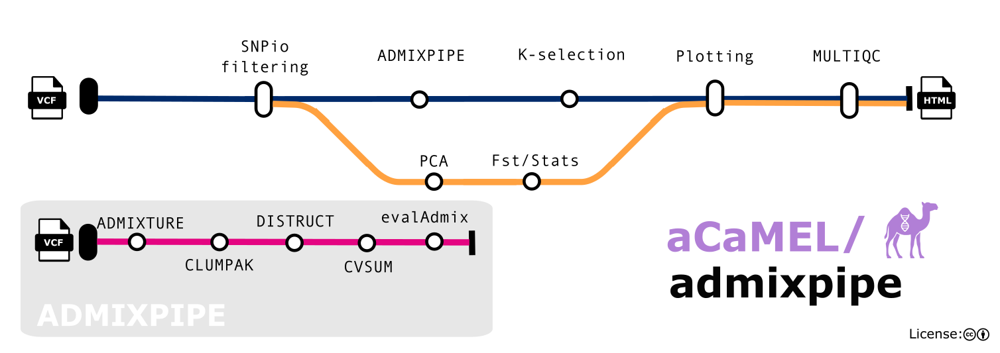 SNPio
filtering
ADMIXPIPE
K-selection
Plotting
MULTIQC
VCF
HTML
PCA
Fst/Stats
ADMIXTURE
DISTRUCT
evalAdmix
VCF
CLUMPAK
CVSUM
ADMIXPIPE
aCaMEL/
admixpipe
License:
cc